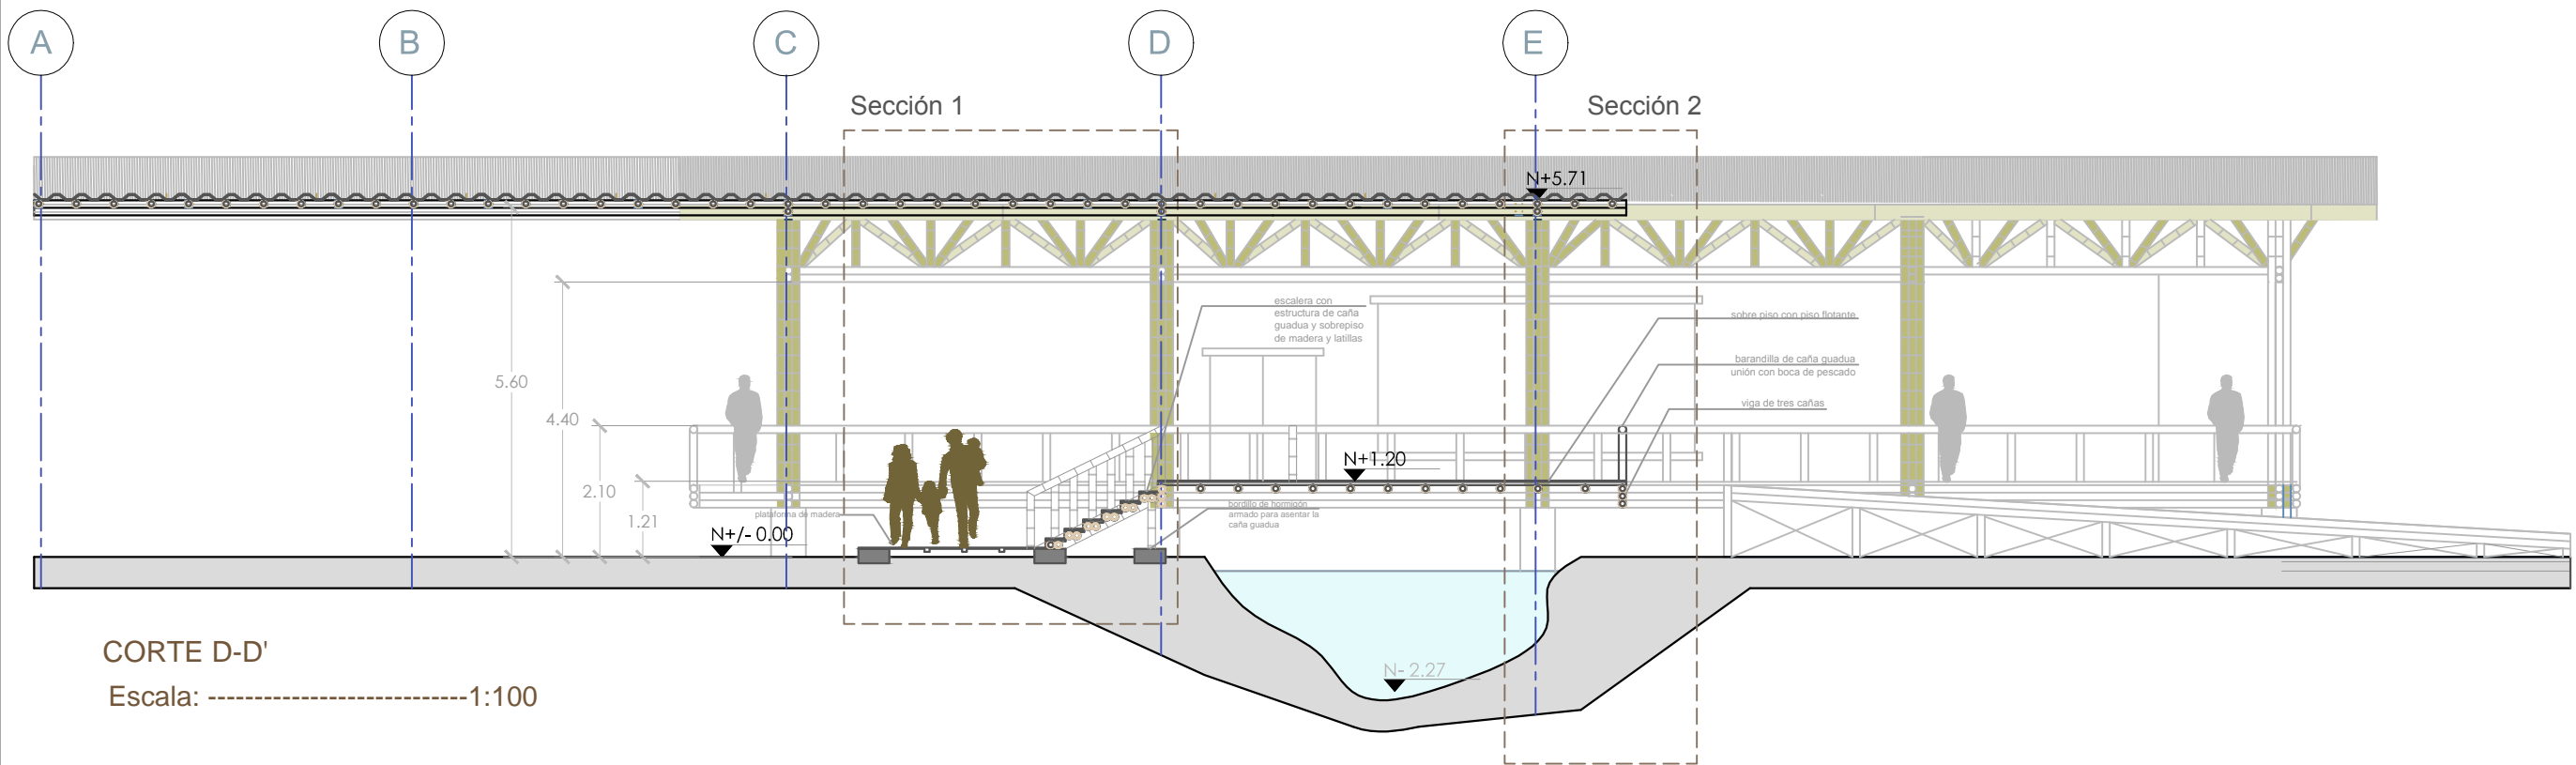 A
B
C
D
E
Sección 1
Sección 2
N+5.71
escalera con
estructura de caña
guadua y sobrepiso
de madera y latillas
sobre piso con piso flotante
barandilla de caña guadua
unión con boca de pescado
viga de tres cañas
5.60
4.40
2.10
1.21
N+1.20
plataforma de madera
bordillo de hormigón
armado para asentar la
caña guadua
N+/- 0.00
N- 2.27
CORTE D-D'
Escala: ----------------------------1:100